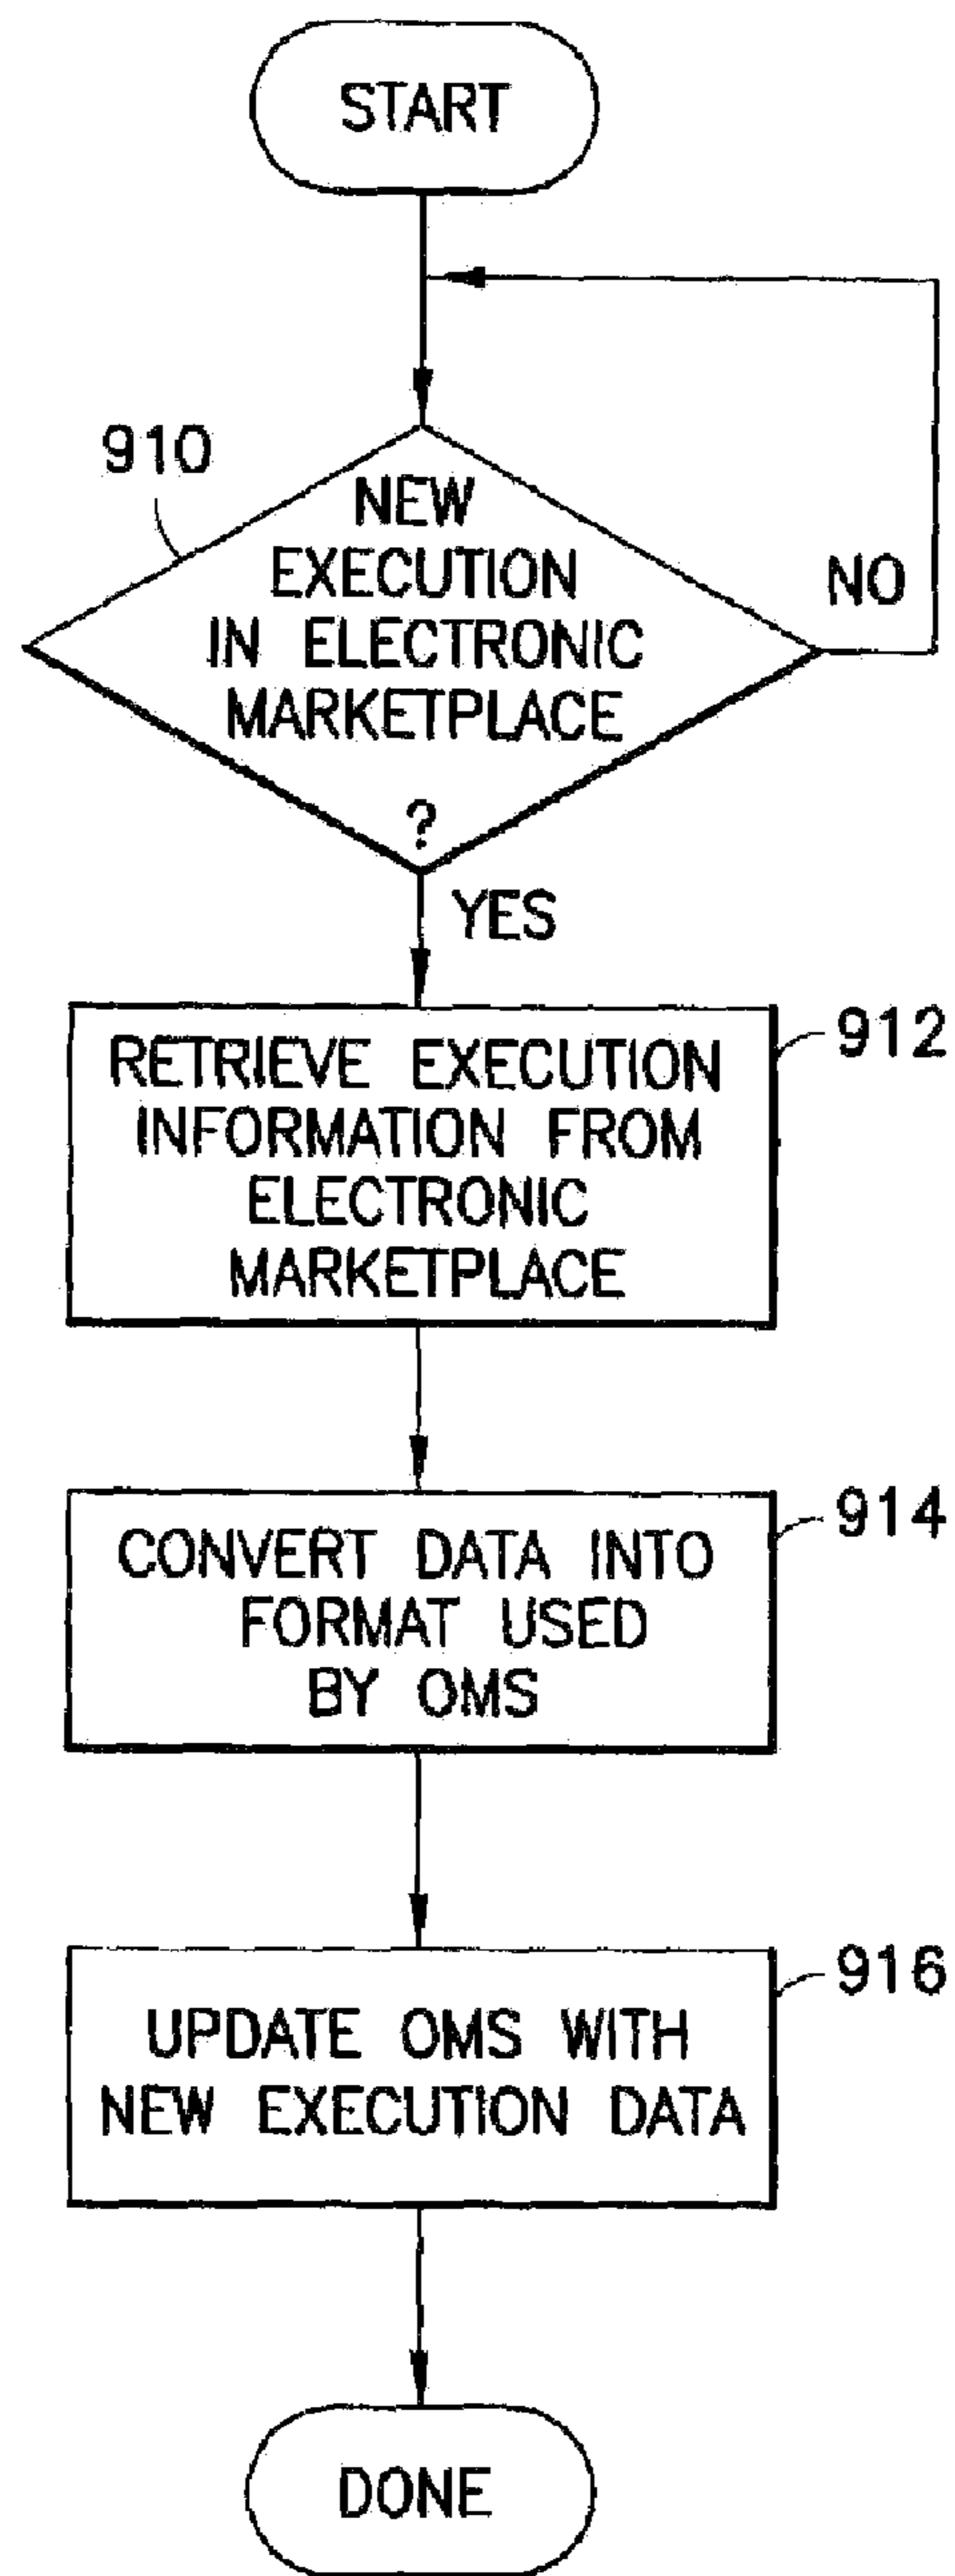 START
910
NEW
EXECUTION
IN ELECTRONIC
MARKETPLACE
?
NO
YES
912
RETRIEVE EXECUTION
INFORMATION FROM
ELECTRONIC
MARKETPLACE
914
CONVERT DATA INTO
FORMAT USED
BY OMS
916
UPDATE OMS WITH
NEW EXECUTION DATA
DONE